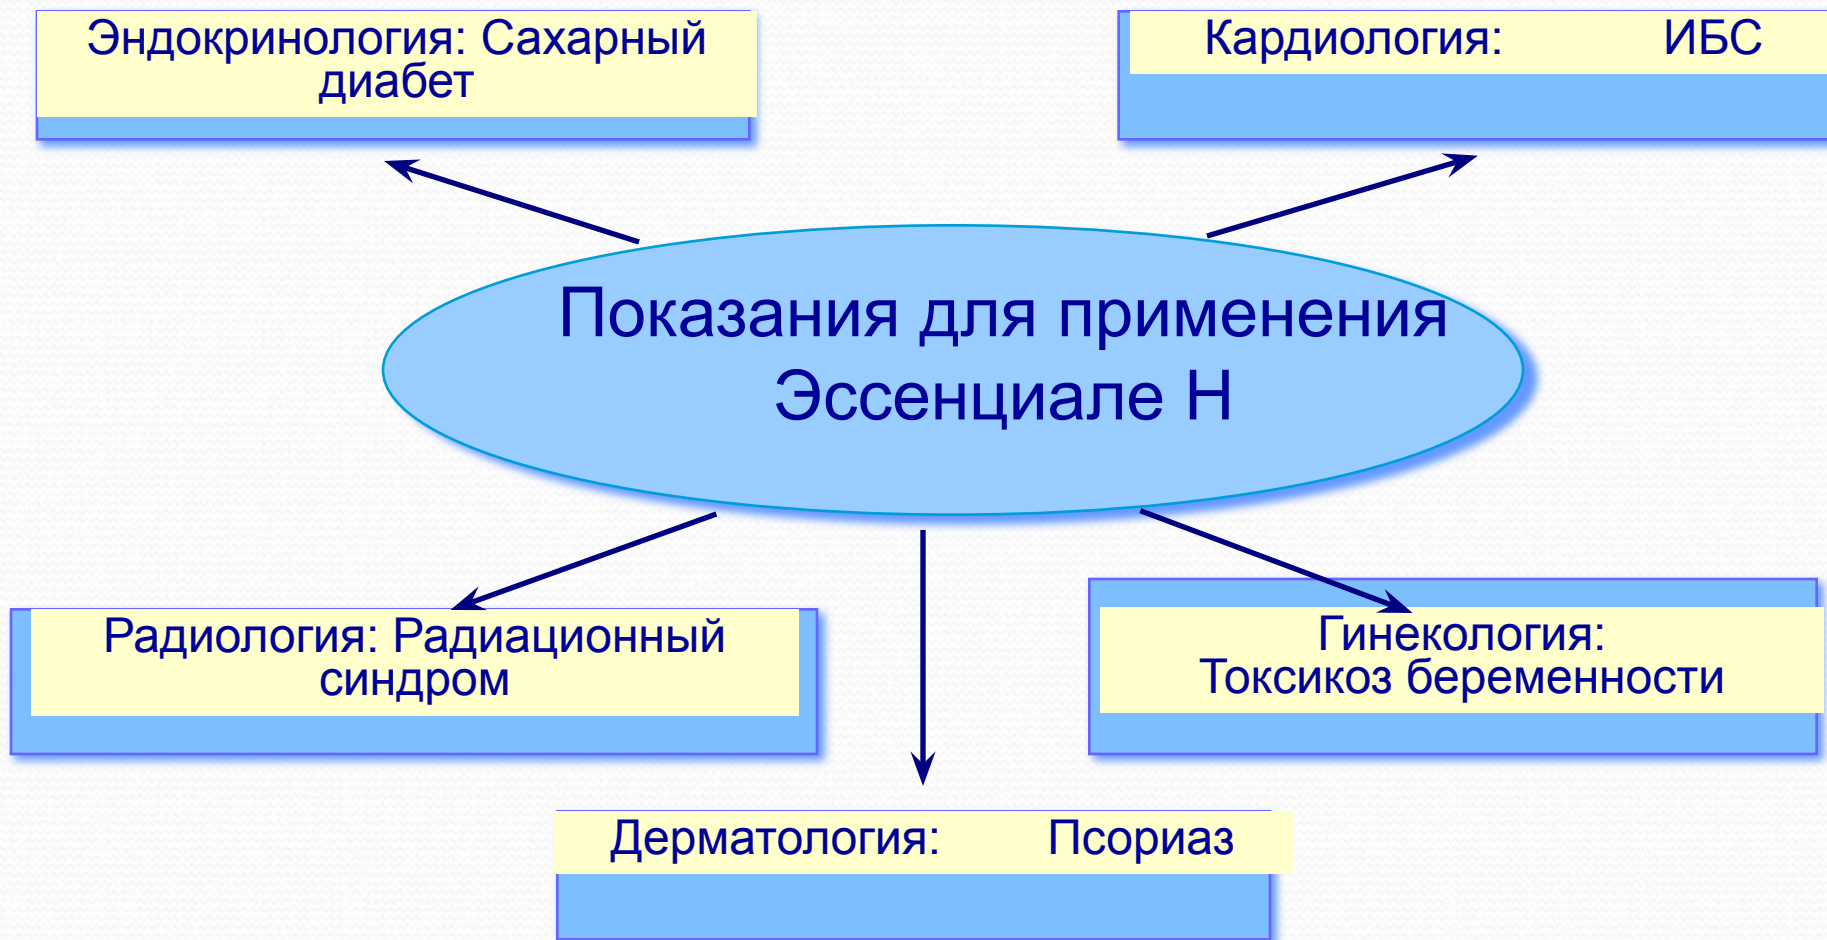 Эндокринология: Сахарный
диабет
Кардиология: ИБС
Показания для применения
Эссенциале Н
Радиология: Радиационный
синдром
Гинекология:
Токсикоз беременности
Дерматология: Псориаз